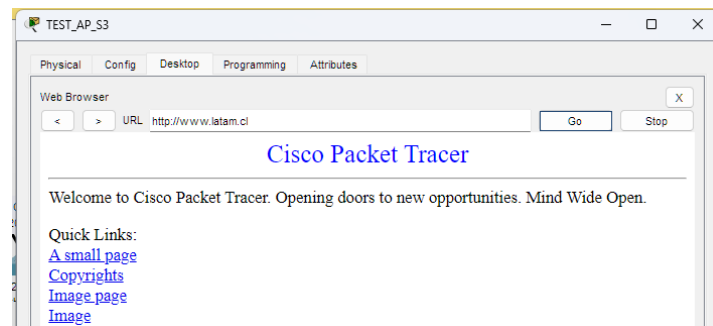 TEST_AP_S3
Physical Config Desktop Programming Attributes
Web Browser
X
< > URL http://www.latam.cl Go Stop
Cisco Packet Tracer
Welcome to Cisco Packet Tracer. Opening doors to new opportunities. Mind Wide Open.
Quick Links:
A small page
Copyrights
Image page
Image